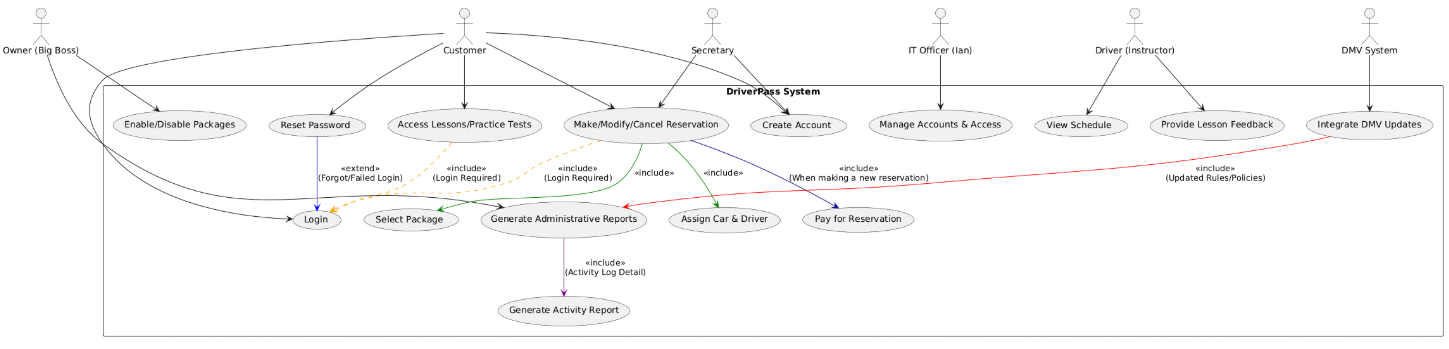 Owner (Big Boss)
Customer
Secretary
IT Officer (Ian)
Driver (Instructor)
DMV System
DriverPass System
Enable/Disable Packages
Reset Password
Access Lessons/Practice Tests
Make/Modify/Cancel Reservation
Create Account
Manage Accounts & Access
View Schedule
Provide Lesson Feedback
Integrate DMV Updates
«extend»
(Forgot/Failed Login)
«include»
(Login Required)
«include»
(Login Required)
«include»
«include»
«include»
(When making a new reservation)
«include»
(Updated Rules/Policies)
Login
Select Package
Generate Administrative Reports
Assign Car & Driver
Pay for Reservation
«include»
(Activity Log Detail)
Generate Activity Report